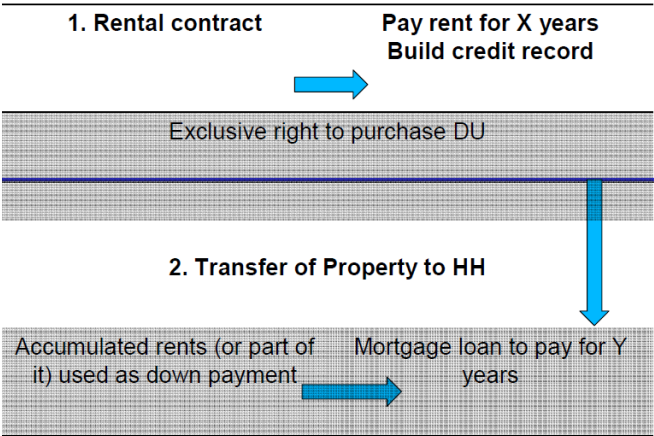 1. Rental contract
Pay rent for X years
Build credit record
Exclusive right to purchase DU
2. Transfer of Property to HH
Accumulated rents (or part of
it) used as down payment
Mortgage loan to pay for Y
years